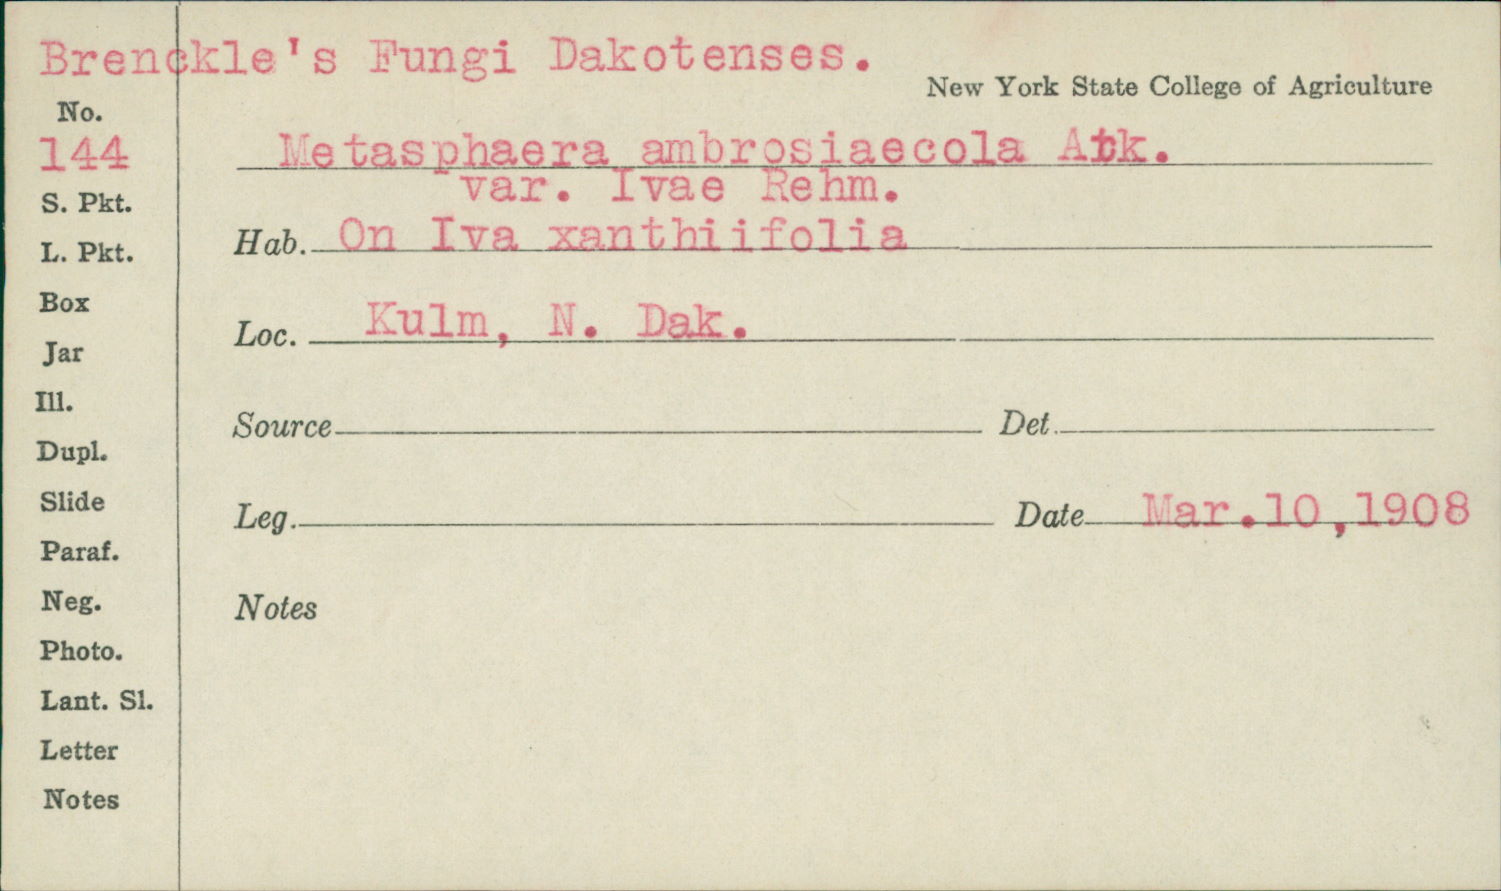 Brenckle's Fungi Dakotenses.
New York State College of Agriculture
No.
144
Metasphaera ambrosiaecola Atk.
var. Ivae Rehm.
S. Pkt.
L. Pkt.
Hab. On Iva xanthiifolia
Box
Loc. Kulm, N. Dak.
Jar
Ill.
Source Det.
Dupl.
Slide
Leg. Date Mar.10,1908
Paraf.
Neg.
Notes
Photo.
Lant. Sl.
Letter
Notes